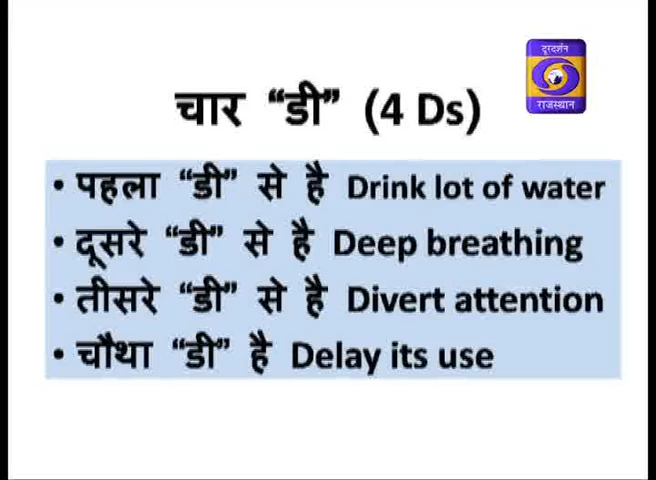 दूरदर्शन
राजस्थान
चार “डी” (4 Ds)
• पहला “डी” से है Drink lot of water
• दूसरे “डी” से है Deep breathing
• तीसरे “डी” से है Divert attention
• चौथा “डी” है Delay its use